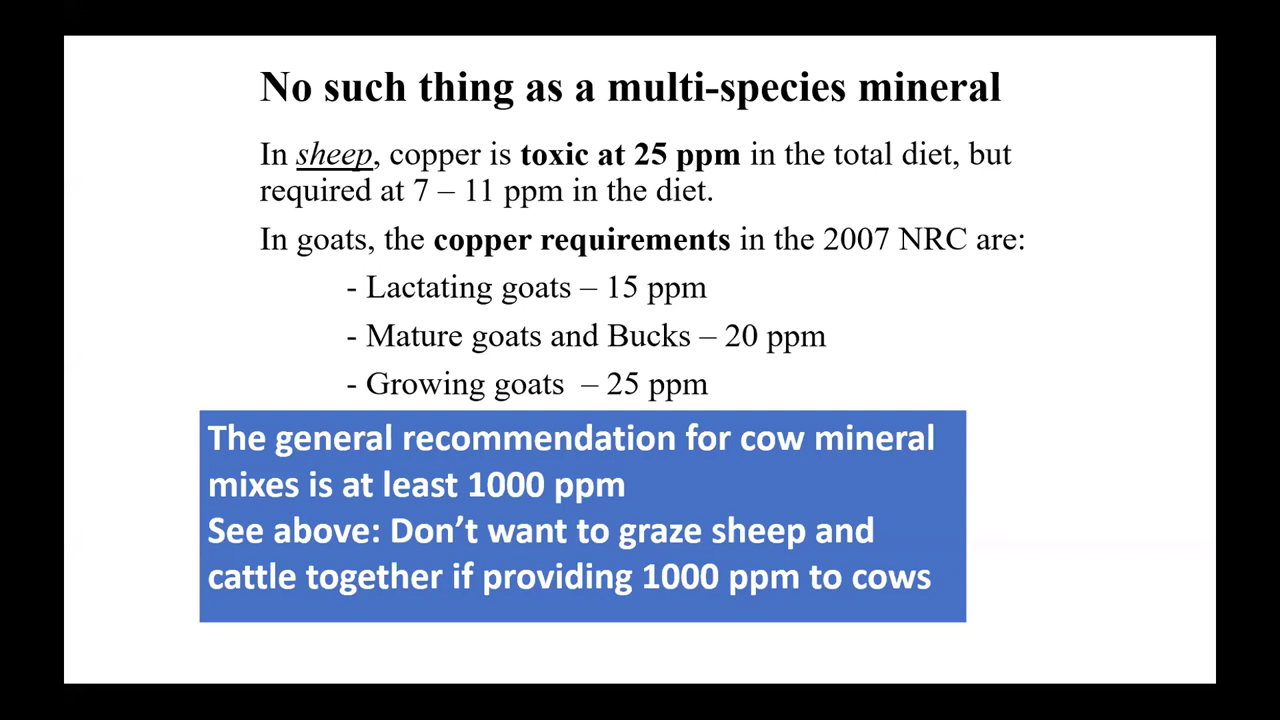 No such thing as a multi-species mineral
In sheep, copper is toxic at 25 ppm in the total diet, but
required at 7 – 11 ppm in the diet.
In goats, the copper requirements in the 2007 NRC are:
- Lactating goats – 15 ppm
- Mature goats and Bucks – 20 ppm
- Growing goats – 25 ppm
The general recommendation for cow mineral
mixes is at least 1000 ppm
See above: Don’t want to graze sheep and
cattle together if providing 1000 ppm to cows